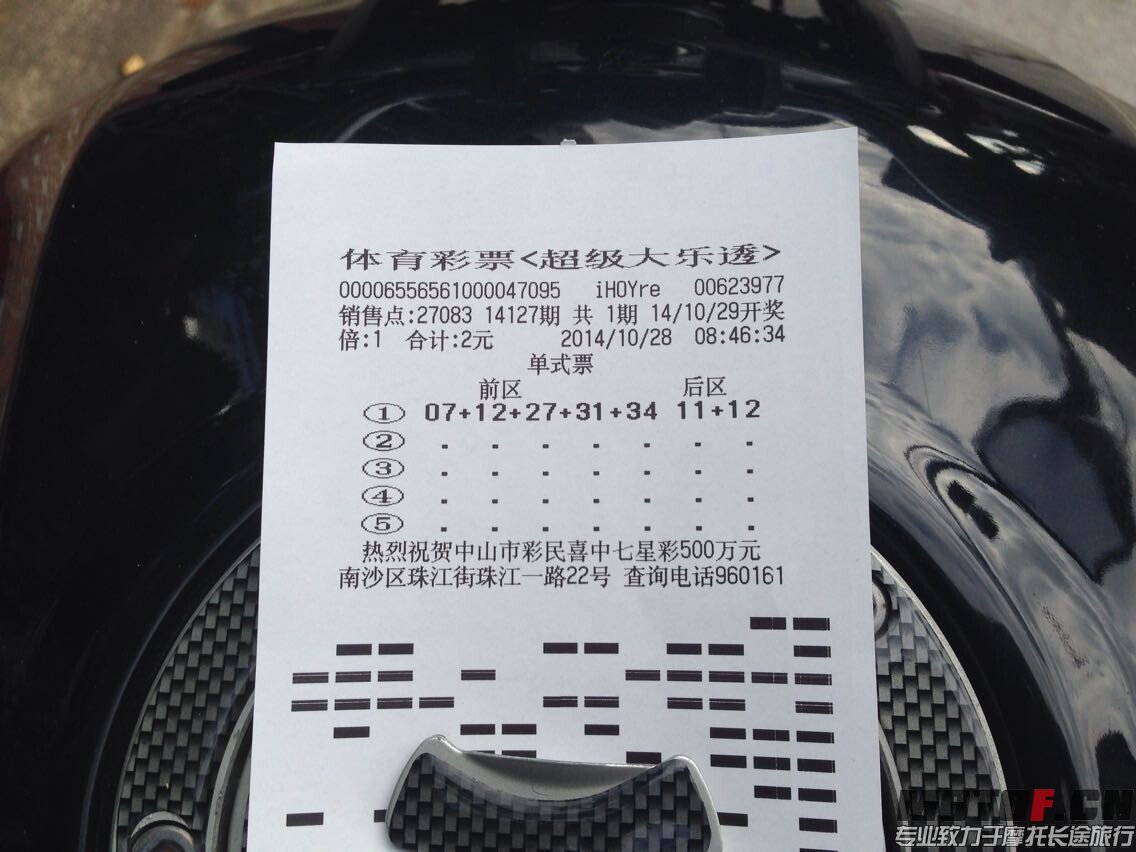 体育彩票<超级大乐透>
00006556561000047095 iHOYre 00623977
销售点:27083 14127期 共 1期 14/10/29开奖
倍:1 合计:2元 2014/10/28 08:46:34
单式票
前区 后区
① 07+12+27+31+34 11+12
② . . . . . . .
③ . . . . . . .
④ . . . . . . .
⑤ . . . . . . .
热烈祝贺中山市彩民喜中七星彩500万元
南沙区珠江街珠江一路22号 查询电话960161
专业致力于摩托长途旅行